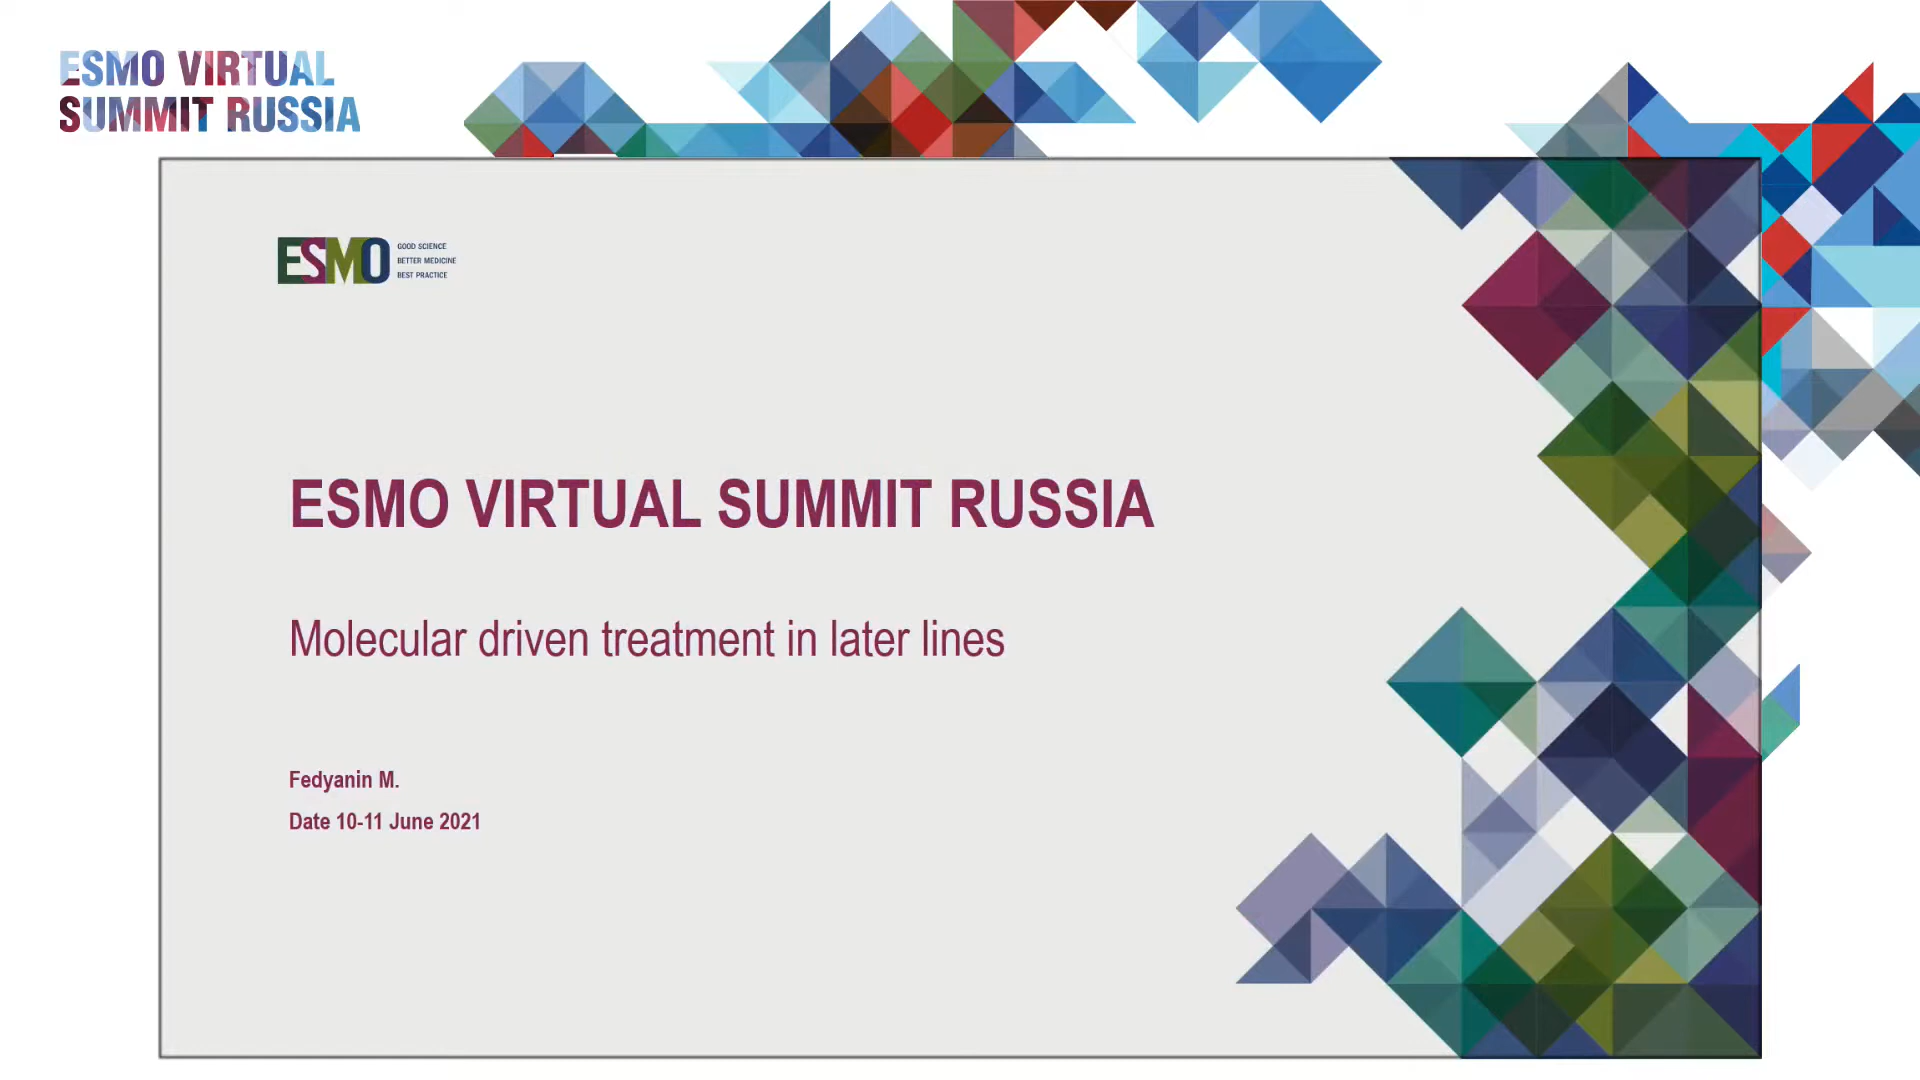 ESMO VIRTUAL
SUMMIT RUSSIA
ESMO
GOOD SCIENCE
BETTER MEDICINE
BEST PRACTICE
ESMO VIRTUAL SUMMIT RUSSIA
Molecular driven treatment in later lines
Fedyanin M.
Date 10-11 June 2021